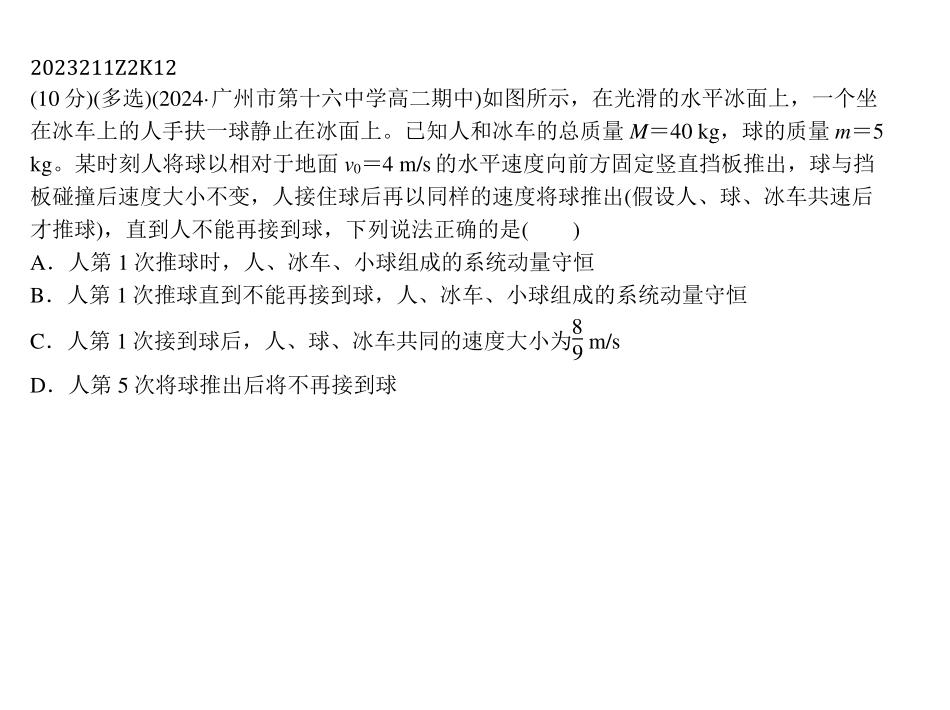 2023211Z2K12
(10 分)(多选)(2024·广州市第十六中学高二期中)如图所示，在光滑的水平冰面上，一个坐
在冰车上的人手扶一球静止在冰面上。已知人和冰车的总质量 M＝40 kg，球的质量 m＝5
kg。某时刻人将球以相对于地面 v₀＝4 m/s 的水平速度向前方固定竖直挡板推出，球与挡
板碰撞后速度大小不变，人接住球后再以同样的速度将球推出(假设人、球、冰车共速后
才推球)，直到人不能再接到球，下列说法正确的是(　　)
A．人第 1 次推球时，人、冰车、小球组成的系统动量守恒
B．人第 1 次推球直到不能再接到球，人、冰车、小球组成的系统动量守恒
C．人第 1 次接到球后，人、球、冰车共同的速度大小为8/9 m/s
D．人第 5 次将球推出后将不再接到球